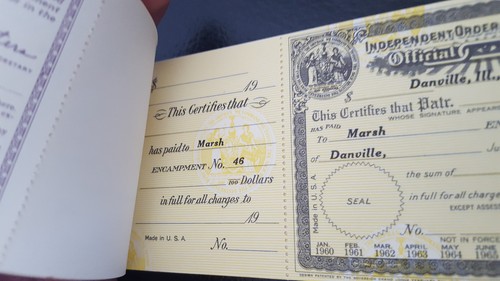 19
This Certifies that
has paid to Marsh
ENCAMPMENT No. 46
100 Dollars
in full for all charges to
19
Made in U.S.A
No.
$
INDEPENDENT ORDER
Official
Danville, Ill.
This Certifies that Patr.
WHOSE SIGNATURE APPEA
HAS PAID
TO Marsh EN
of Danville,
the sum of
SEAL
in full for all charg
EXCEPT ASSES
Made in U.S.A.
No.
NOT IN FORCE
JAN. 1960
FEB. 1961
MAR. 1962
APRIL 1963
MAY 1964
JUNE 1965